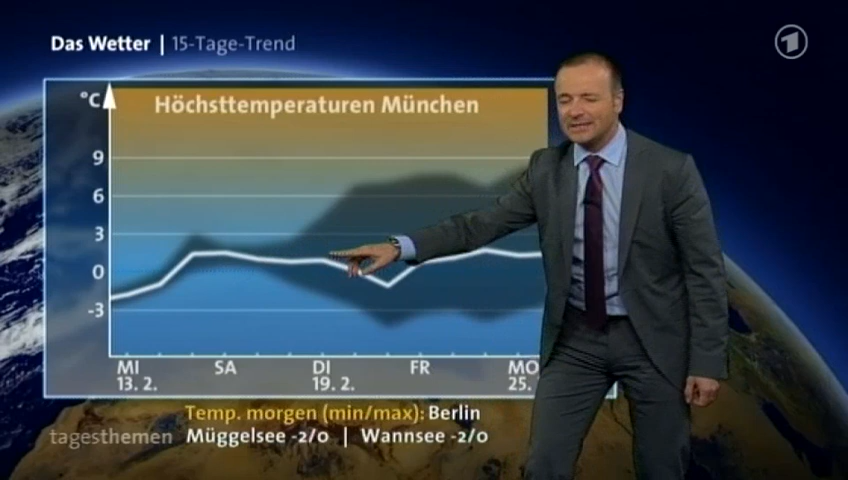 Das Wetter | 15-Tage-Trend
1
°C
Höchsttemperaturen München
9
6
3
0
-3
MI SA DI FR MO
13. 2. 19. 2. 25.
Temp. morgen (min/max): Berlin
tagesthemen Müggelsee -2/0 | Wannsee -2/0